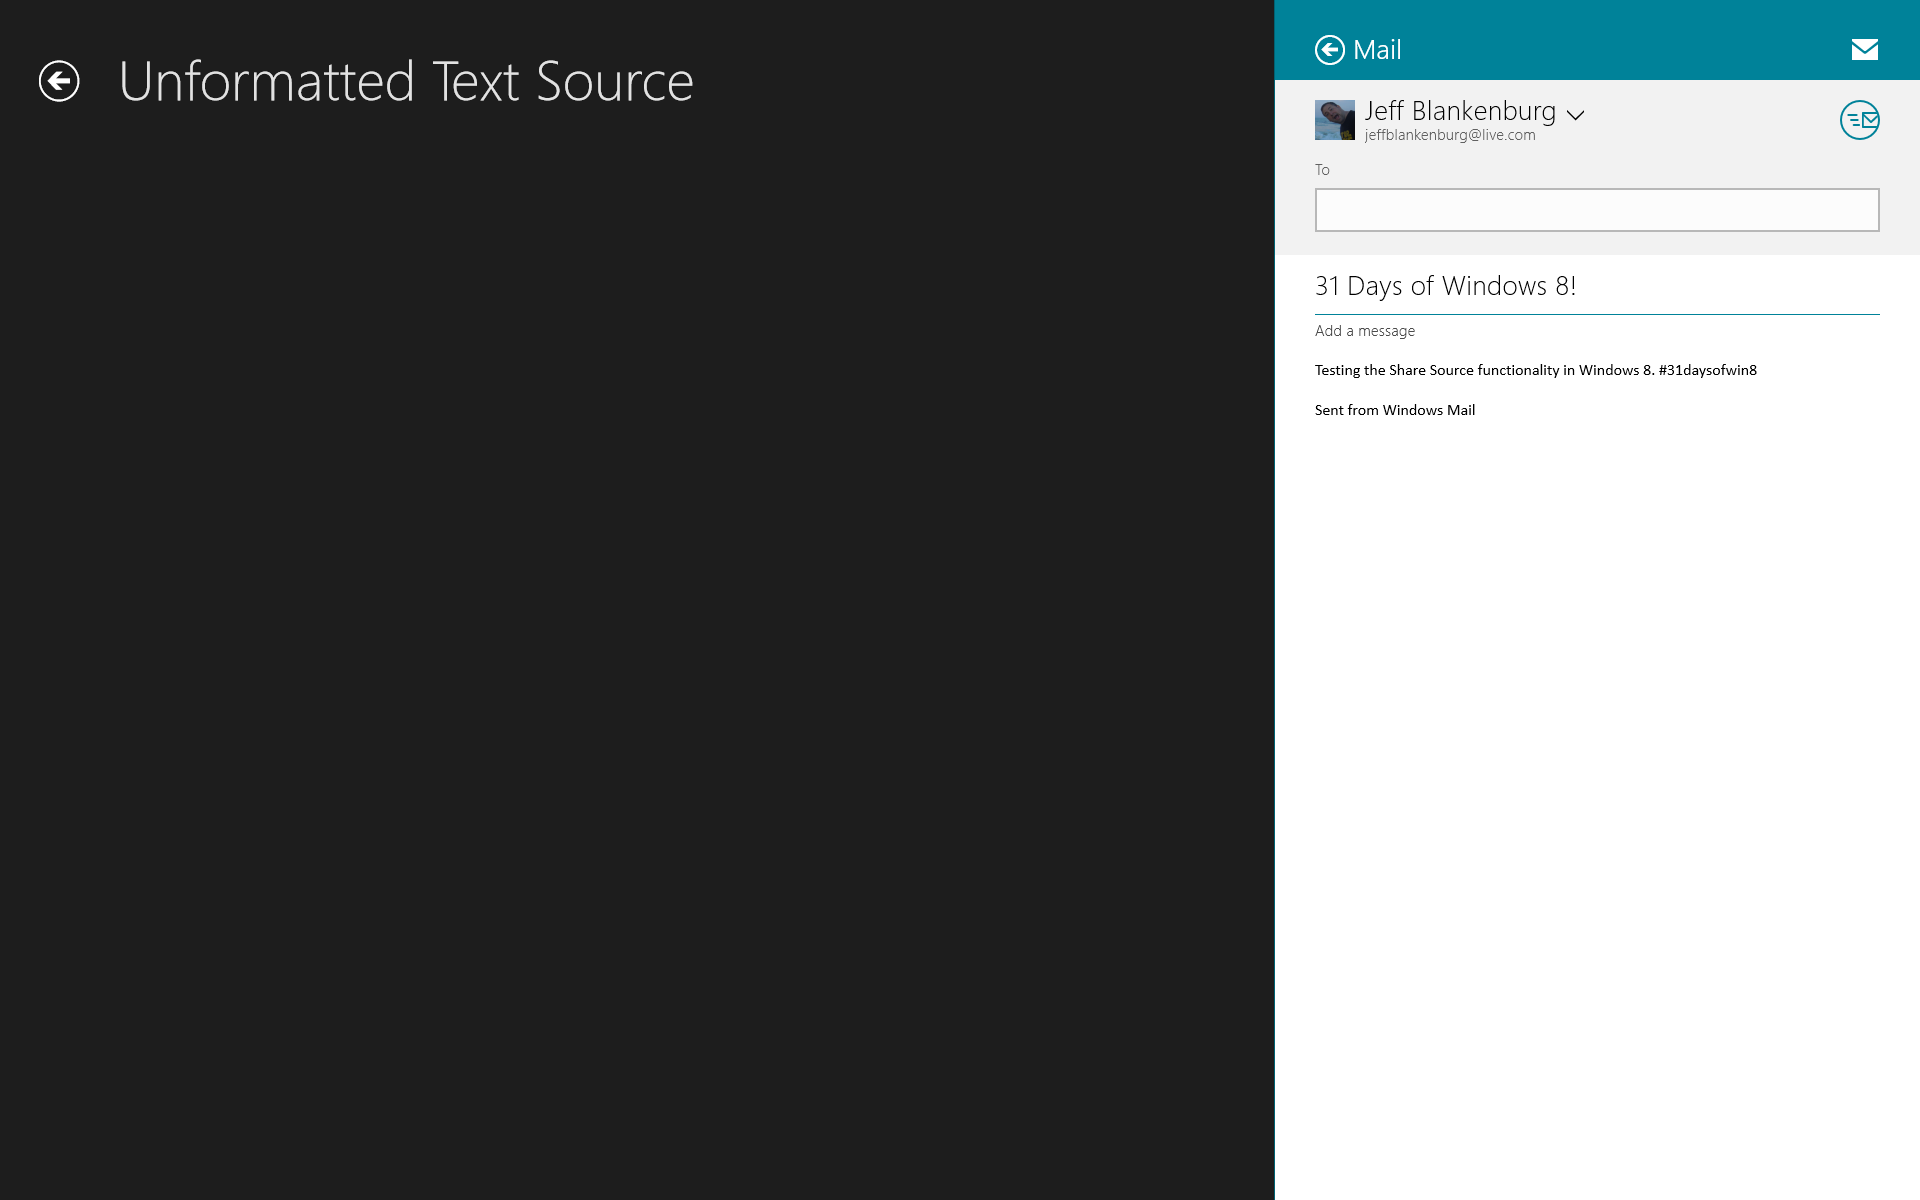 Unformatted Text Source
Mail
Jeff Blankenburg
jeffblankenburg@live.com
To
31 Days of Windows 8!
Add a message
Testing the Share Source functionality in Windows 8. #31daysofwin8
Sent from Windows Mail